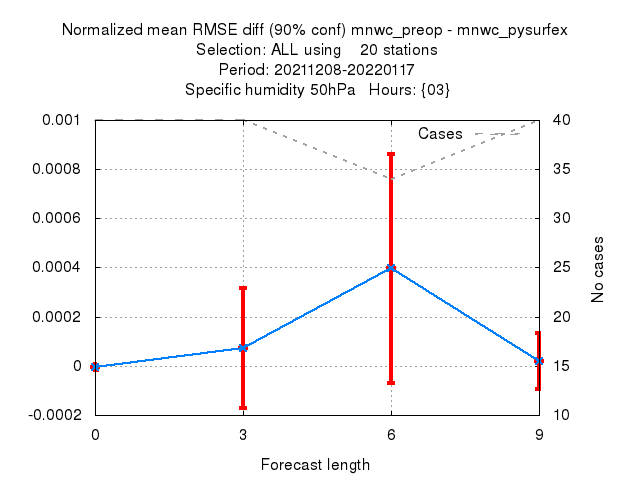 Normalized mean RMSE diff (90% conf) mnwc_preop - mnwc_pysurfex
Selection: ALL using 20 stations
Period: 20211208-20220117
Specific humidity 50hPa Hours: {03}
Cases
0.001
0.0008
0.0006
0.0004
0.0002
0
-0.0002
40
35
30
25
20
15
10
No cases
0 3 6 9
Forecast length